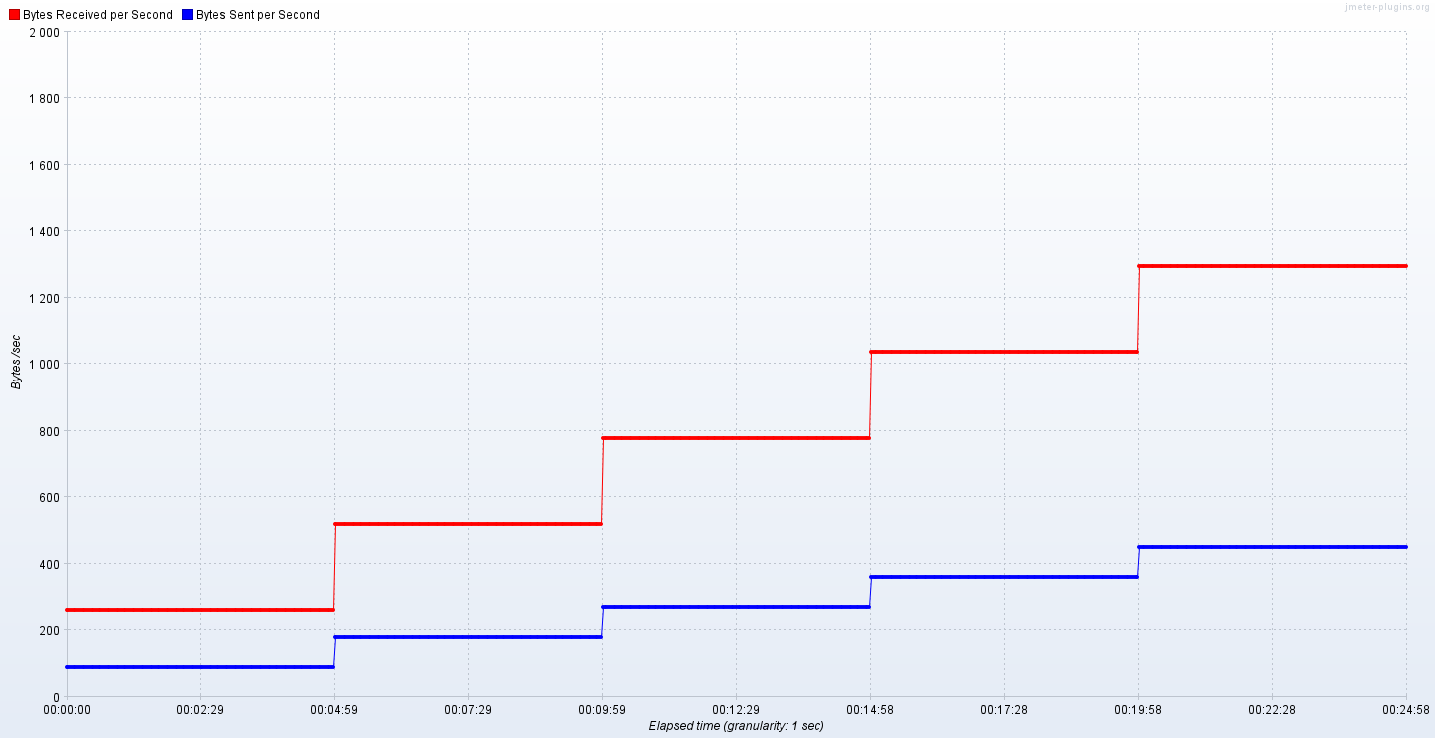 jmeter-plugins.org
Bytes Received per Second Bytes Sent per Second
2 000
1 800
1 600
1 400
1 200
1 000
800
600
400
200
0
Bytes /sec
00:00:00 00:02:29 00:04:59 00:07:29 00:09:59 00:12:29 00:14:58 00:17:28 00:19:58 00:22:28 00:24:58
Elapsed time (granularity: 1 sec)